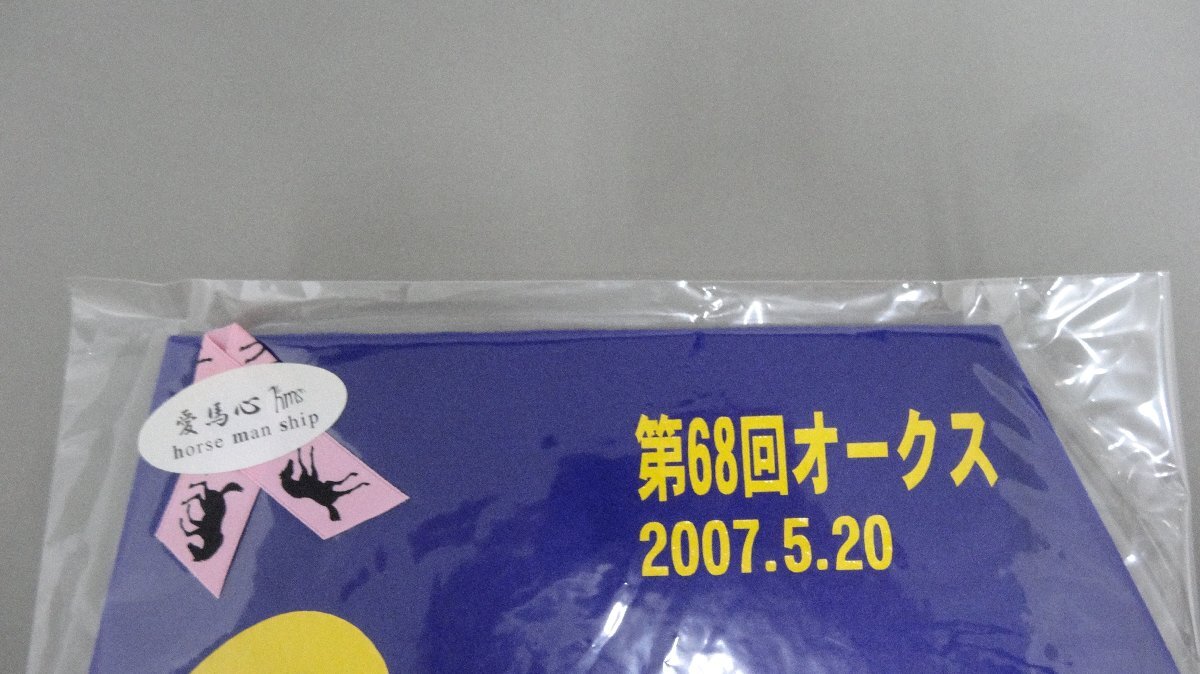 愛馬心 hms
horse man ship
第68回オークス
2007.5.20